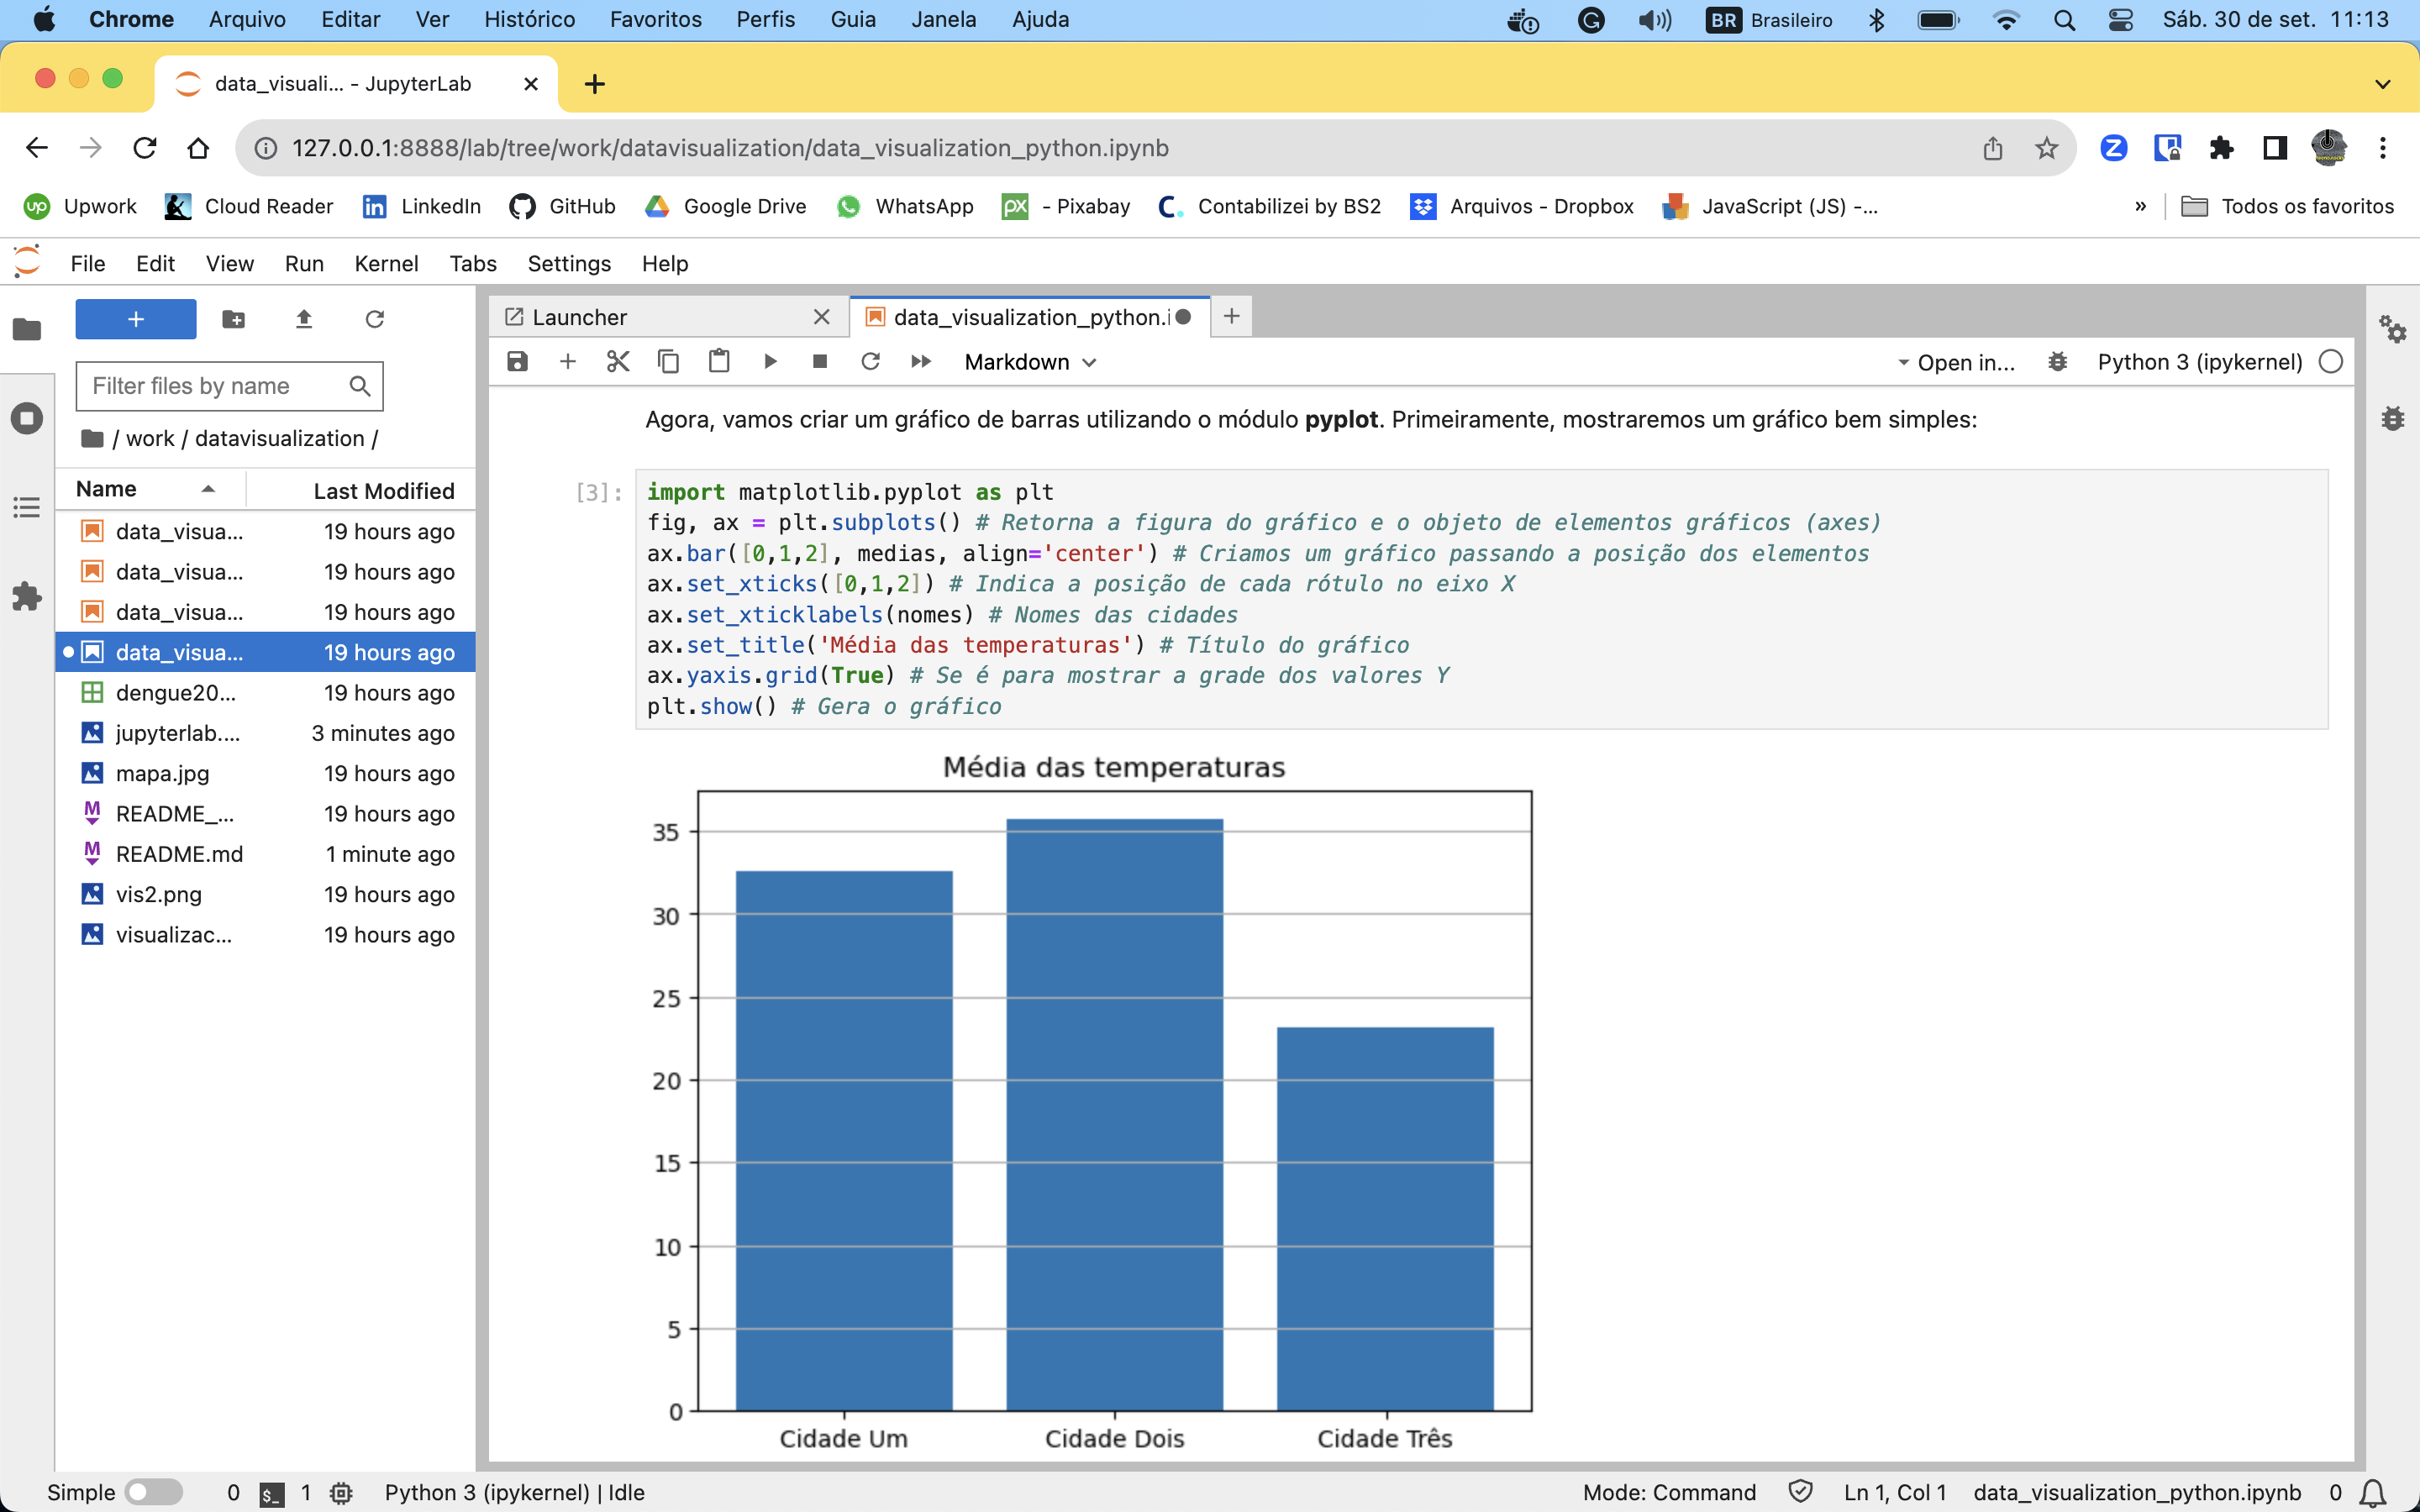 Chrome Arquivo Editar Ver Histórico Favoritos Perfis Guia Janela Ajuda BR Brasileiro Sáb. 30 de set. 11:13
data_visuali... - JupyterLab
127.0.0.1:8888/lab/tree/work/datavisualization/data_visualization_python.ipynb
Upwork Cloud Reader LinkedIn GitHub Google Drive WhatsApp - Pixabay Contabilizei by BS2 Arquivos - Dropbox JavaScript (JS) -... » Todos os favoritos
File Edit View Run Kernel Tabs Settings Help
Launcher data_visualization_python.i
Markdown Open in... Python 3 (ipykernel)
Filter files by name
/ work / datavisualization /
Name Last Modified
data_visua... 19 hours ago
data_visua... 19 hours ago
data_visua... 19 hours ago
data_visua... 19 hours ago
dengue20... 19 hours ago
jupyterlab.... 3 minutes ago
mapa.jpg 19 hours ago
README_... 19 hours ago
README.md 1 minute ago
vis2.png 19 hours ago
visualizac... 19 hours ago
Agora, vamos criar um gráfico de barras utilizando o módulo pyplot. Primeiramente, mostraremos um gráfico bem simples:
[3]:
import matplotlib.pyplot as plt
fig, ax = plt.subplots() # Retorna a figura do gráfico e o objeto de elementos gráficos (axes)
ax.bar([0,1,2], medias, align='center') # Criamos um gráfico passando a posição dos elementos
ax.set_xticks([0,1,2]) # Indica a posição de cada rótulo no eixo X
ax.set_xticklabels(nomes) # Nomes das cidades
ax.set_title('Média das temperaturas') # Título do gráfico
ax.yaxis.grid(True) # Se é para mostrar a grade dos valores Y
plt.show() # Gera o gráfico
Média das temperaturas
35
30
25
20
15
10
5
0
Cidade Um Cidade Dois Cidade Três
Simple 0 $_ 1 Python 3 (ipykernel) | Idle Mode: Command Ln 1, Col 1 data_visualization_python.ipynb 0